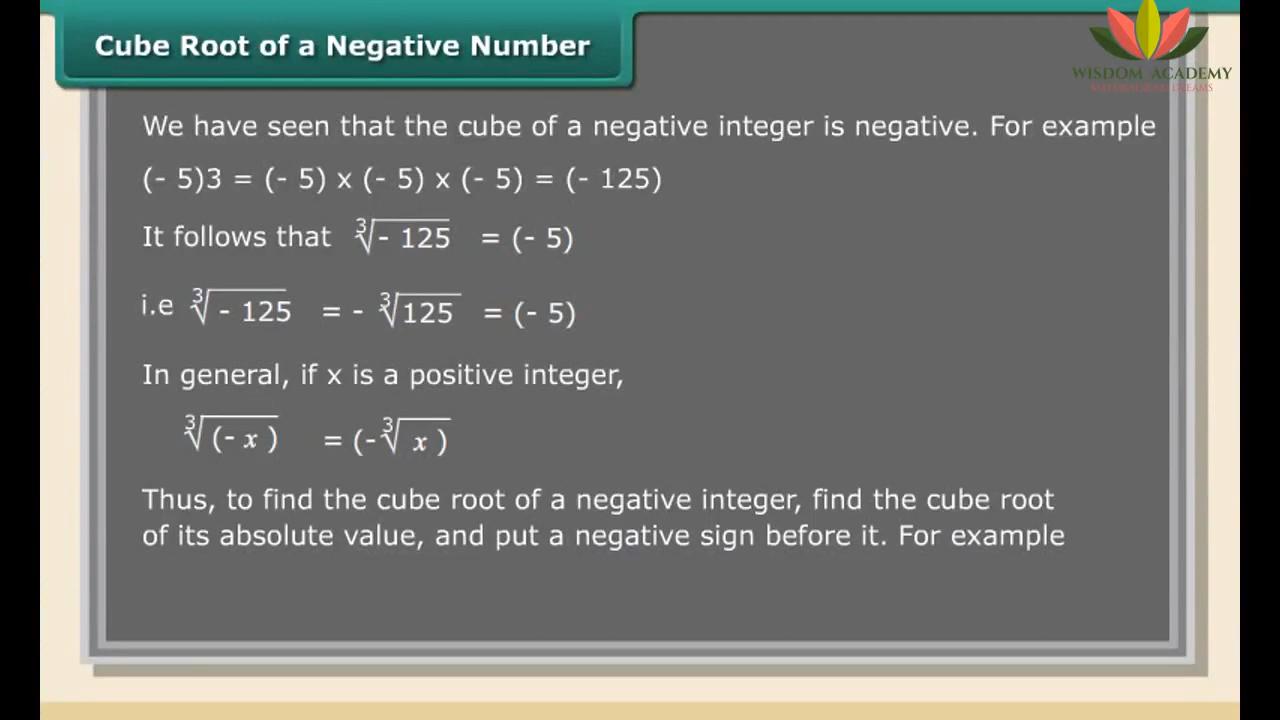 Cube Root of a Negative Number
WISDOM ACADEMY
We have seen that the cube of a negative integer is negative. For example
(- 5)3 = (- 5) x (- 5) x (- 5) = (- 125)
It follows that ∛- 125 = (- 5)
i.e ∛- 125 = - ∛125 = (- 5)
In general, if x is a positive integer,
∛(- x ) = (-∛ x )
Thus, to find the cube root of a negative integer, find the cube root
of its absolute value, and put a negative sign before it. For example